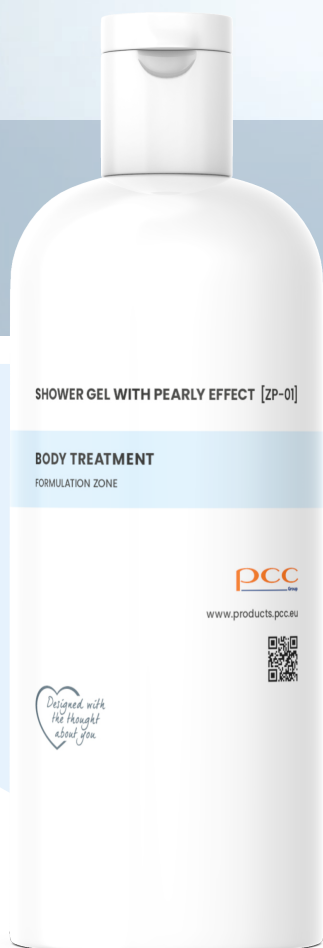 SHOWER GEL WITH PEARLY EFFECT [ZP-01]
BODY TREATMENT
FORMULATION ZONE
pcc
Group
www.products.pcc.eu
Designed with
the thought
about you